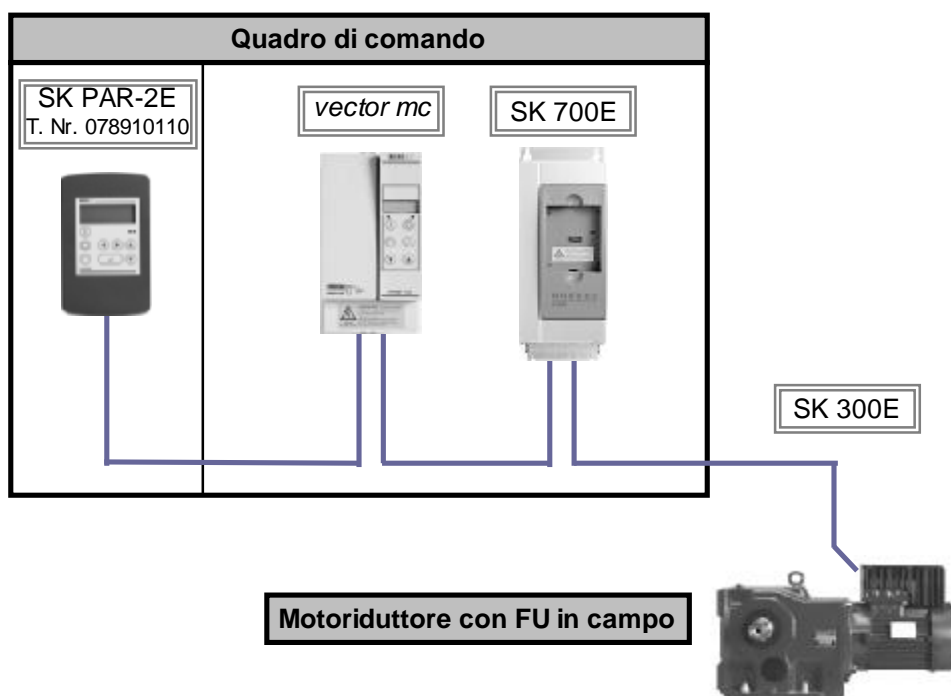 Quadro di comando
SK PAR-2E
T. Nr. 078910110
vector mc
SK 700E
SK 300E
Motoriduttore con FU in campo